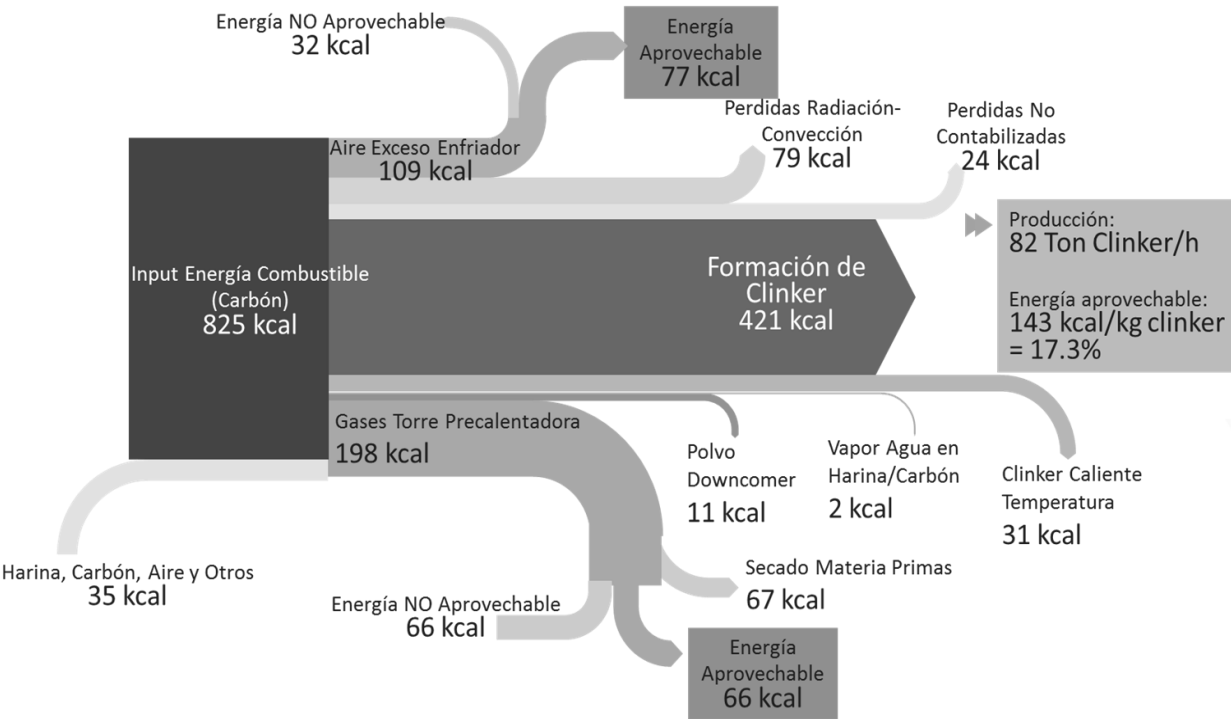 Energía NO Aprovechable
32 kcal
Energía
Aprovechable
77 kcal
Perdidas Radiación-
Convección
79 kcal
Perdidas No
Contabilizadas
24 kcal
Aire Exceso Enfriador
109 kcal
Producción:
82 Ton Clinker/h
Energía aprovechable:
143 kcal/kg clinker
= 17.3%
Input Energía Combustible
(Carbón)
825 kcal
Formación de
Clinker
421 kcal
Gases Torre Precalentadora
198 kcal
Polvo
Downcomer
11 kcal
Vapor Agua en
Harina/Carbón
2 kcal
Clinker Caliente
Temperatura
31 kcal
Harina, Carbón, Aire y Otros
35 kcal
Energía NO Aprovechable
66 kcal
Secado Materia Primas
67 kcal
Energía
Aprovechable
66 kcal